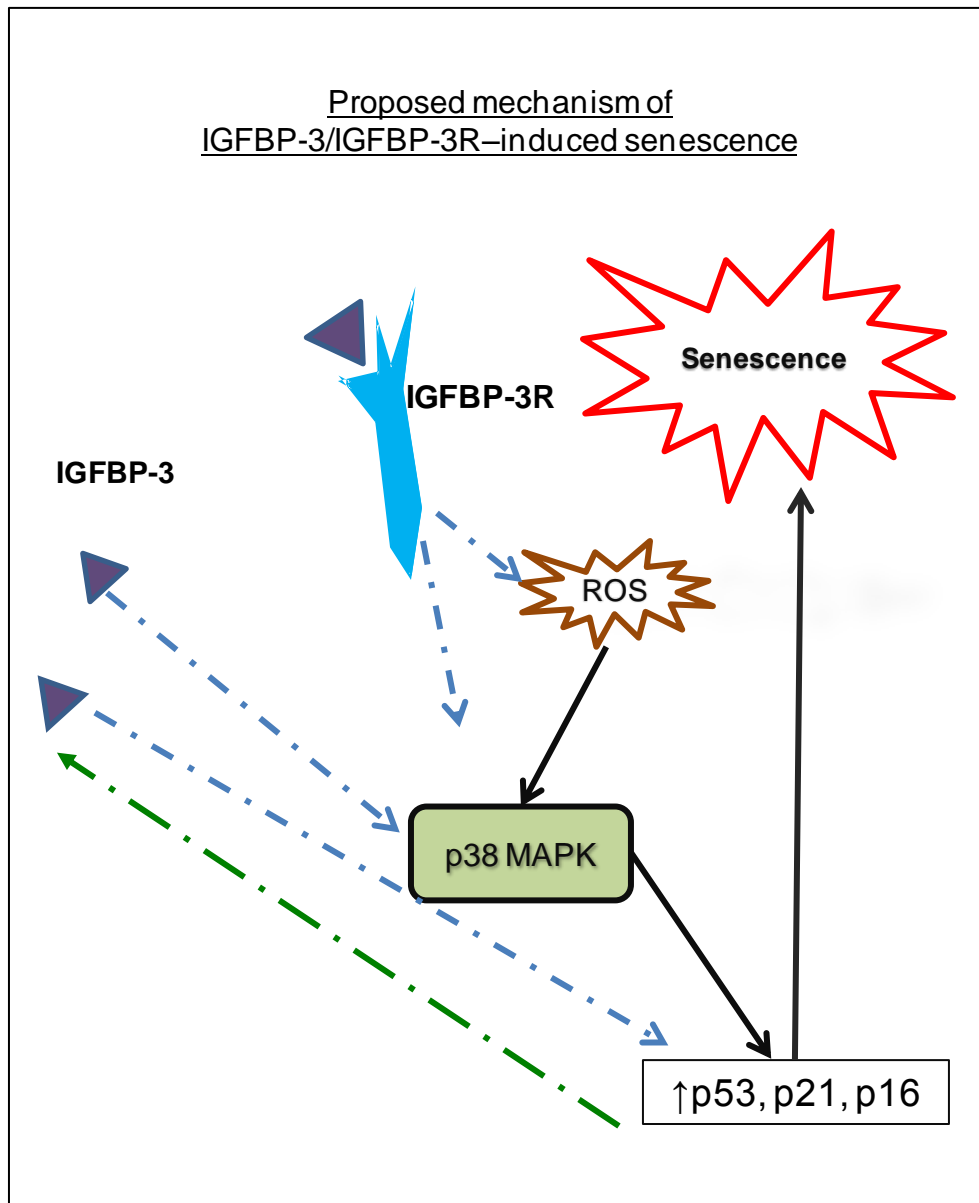 Proposed mechanism of
IGFBP-3/IGFBP-3R–induced senescence
Senescence
IGFBP-3R
IGFBP-3
ROS
p38 MAPK
↑p53, p21, p16